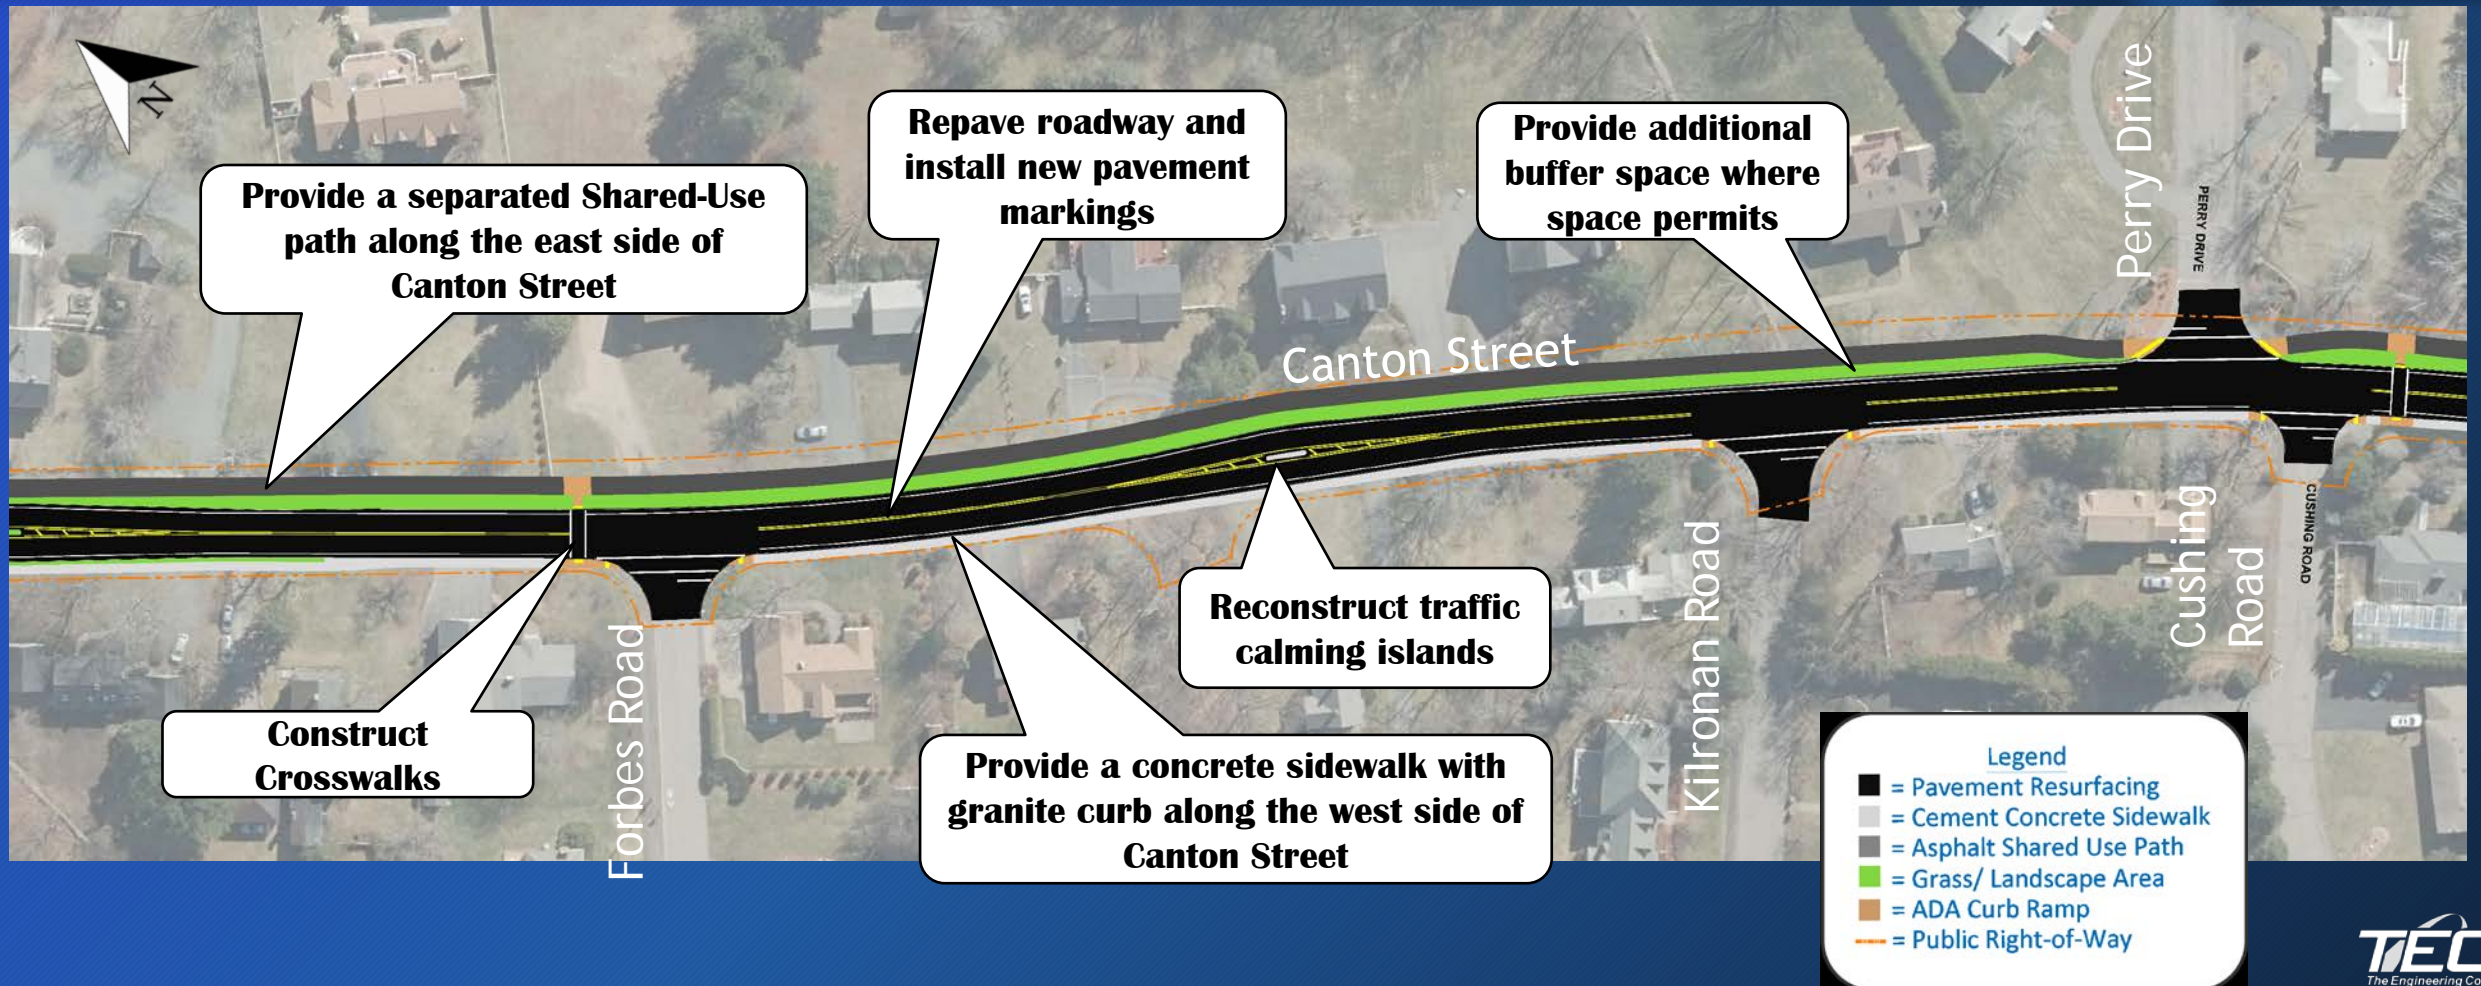 N
Provide a separated Shared-Use
path along the east side of
Canton Street
Repave roadway and
install new pavement
markings
Provide additional
buffer space where
space permits
Perry Drive
PERRY DRIVE
Canton Street
Construct
Crosswalks
Forbes Road
Provide a concrete sidewalk with
granite curb along the west side of
Canton Street
Reconstruct traffic
calming islands
Kilronan Road
Cushing
Road
CUSHING ROAD
Legend
= Pavement Resurfacing
= Cement Concrete Sidewalk
= Asphalt Shared Use Path
= Grass/ Landscape Area
= ADA Curb Ramp
= Public Right-of-Way
TEC
The Engineering Co